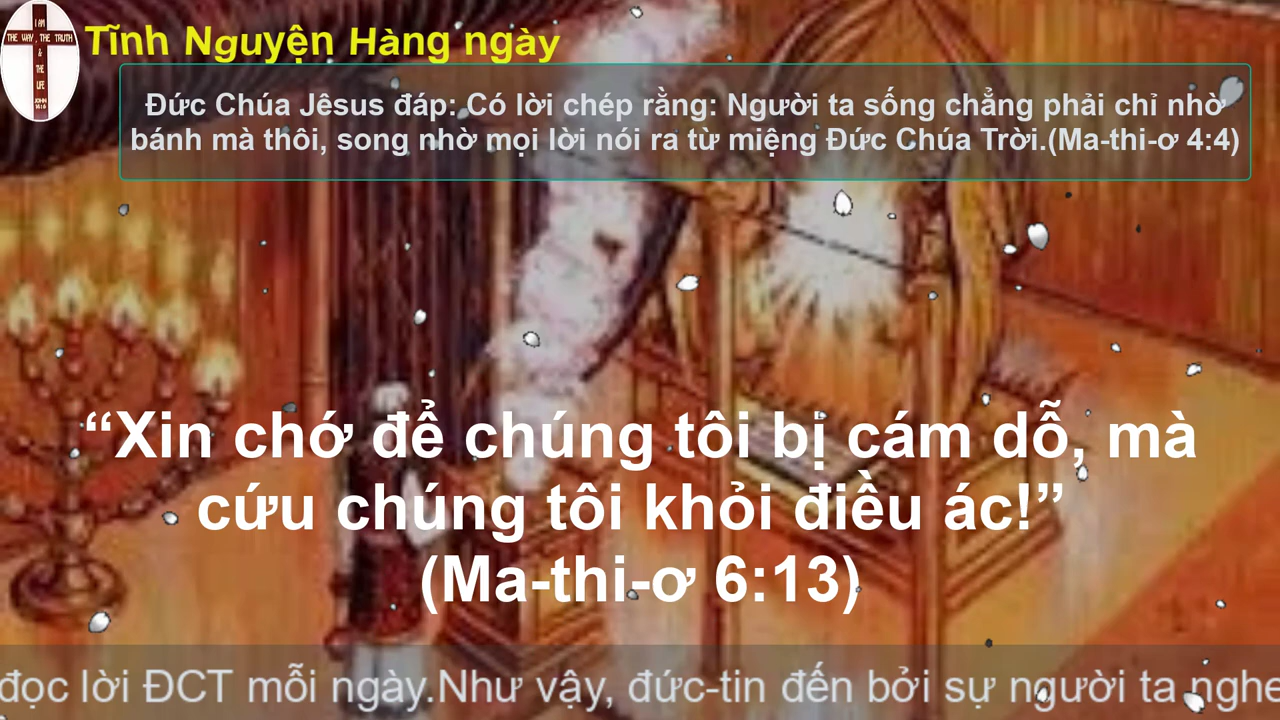 I AM
THE WAY, THE TRUTH
&
THE
LIFE
JOHN
14:6
Tĩnh Nguyện Hàng ngày
Đức Chúa Jêsus đáp: Có lời chép rằng: Người ta sống chẳng phải chỉ nhờ
bánh mà thôi, song nhờ mọi lời nói ra từ miệng Đức Chúa Trời.(Ma-thi-ơ 4:4)
“Xin chớ để chúng tôi bị cám dỗ, mà
cứu chúng tôi khỏi điều ác!”
(Ma-thi-ơ 6:13)
đọc lời ĐCT mỗi ngày.Như vậy, đức-tin đến bởi sự người ta nghe